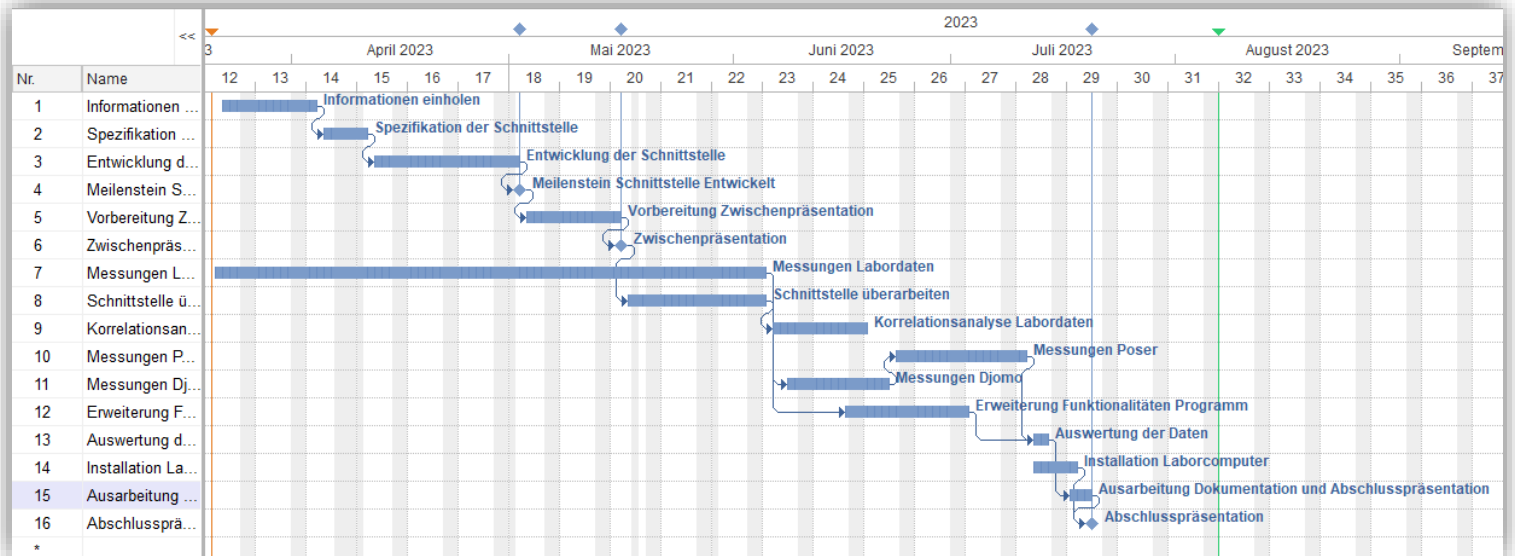 2023
<<
3 April 2023 Mai 2023 Juni 2023 Juli 2023 August 2023 Septem
Nr. Name 12 13 14 15 16 17 18 19 20 21 22 23 24 25 26 27 28 29 30 31 32 33 34 35 36 37
1 Informationen ... Informationen einholen
2 Spezifikation ... Spezifikation der Schnittstelle
3 Entwicklung d... Entwicklung der Schnittstelle
4 Meilenstein S... Meilenstein Schnittstelle Entwickelt
5 Vorbereitung Z... Vorbereitung Zwischenpräsentation
6 Zwischenpräs... Zwischenpräsentation
7 Messungen L... Messungen Labordaten
8 Schnittstelle ü... Schnittstelle überarbeiten
9 Korrelationsan... Korrelationsanalyse Labordaten
10 Messungen P... Messungen Poser
11 Messungen Dj... Messungen Djomo
12 Erweiterung F... Erweiterung Funktionalitäten Programm
13 Auswertung d... Auswertung der Daten
14 Installation La... Installation Laborcomputer
15 Ausarbeitung ... Ausarbeitung Dokumentation und Abschlusspräsentation
16 Abschlussprä... Abschlusspräsentation
*